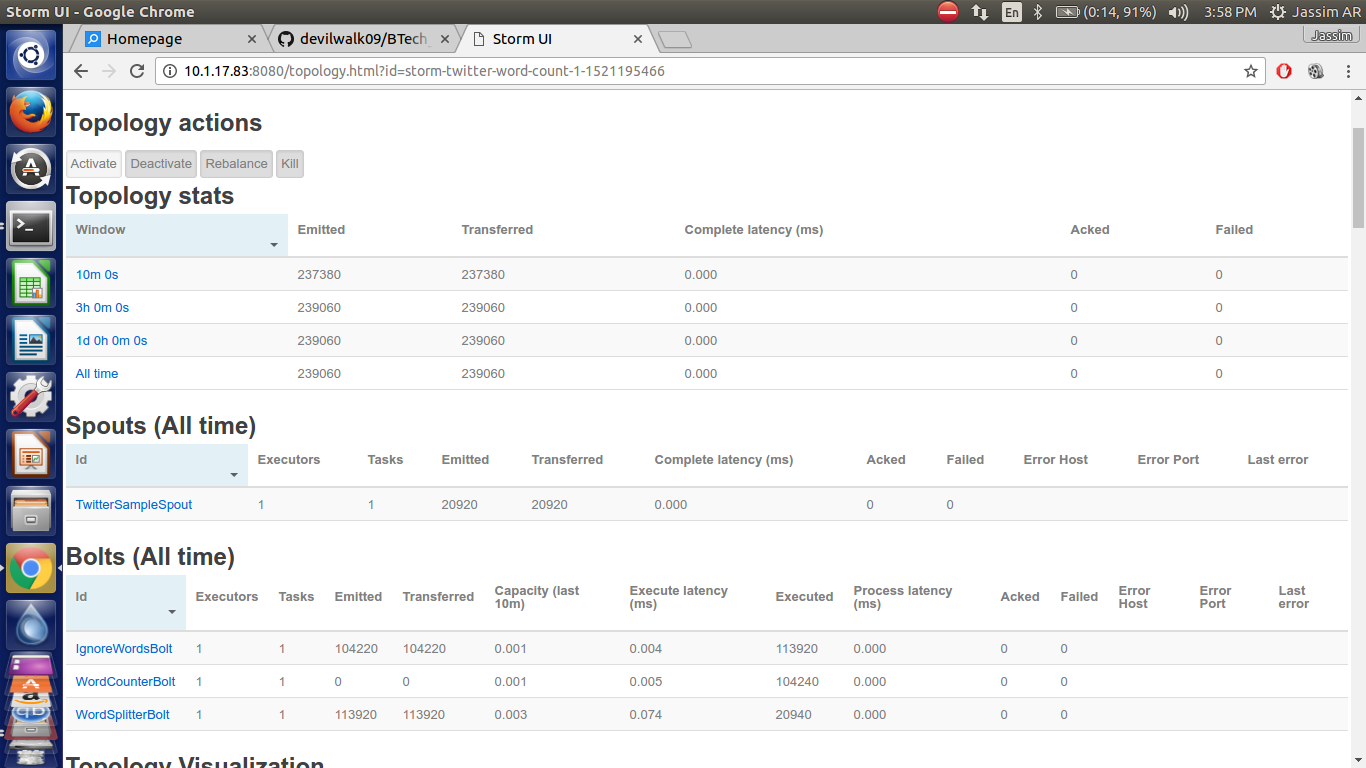 Storm UI - Google Chrome En (0:14, 91%) 3:58 PM Jassim AR
Homepage × devilwalk09/BTech × Storm UI × Jassim
10.1.17.83:8080/topology.html?id=storm-twitter-word-count-1-1521195466
Topology actions
Activate Deactivate Rebalance Kill
Topology stats
Window Emitted Transferred Complete latency (ms) Acked Failed
10m 0s 237380 237380 0.000 0 0
3h 0m 0s 239060 239060 0.000 0 0
1d 0h 0m 0s 239060 239060 0.000 0 0
All time 239060 239060 0.000 0 0
Spouts (All time)
Id Executors Tasks Emitted Transferred Complete latency (ms) Acked Failed Error Host Error Port Last error
TwitterSampleSpout 1 1 20920 20920 0.000 0 0
Bolts (All time)
Id Executors Tasks Emitted Transferred Capacity (last 10m) Execute latency (ms) Executed Process latency (ms) Acked Failed Error Host Error Port Last error
IgnoreWordsBolt 1 1 104220 104220 0.001 0.004 113920 0.000 0 0
WordCounterBolt 1 1 0 0 0.001 0.005 104240 0.000 0 0
WordSplitterBolt 1 1 113920 113920 0.003 0.074 20940 0.000 0 0
Topology Visualization